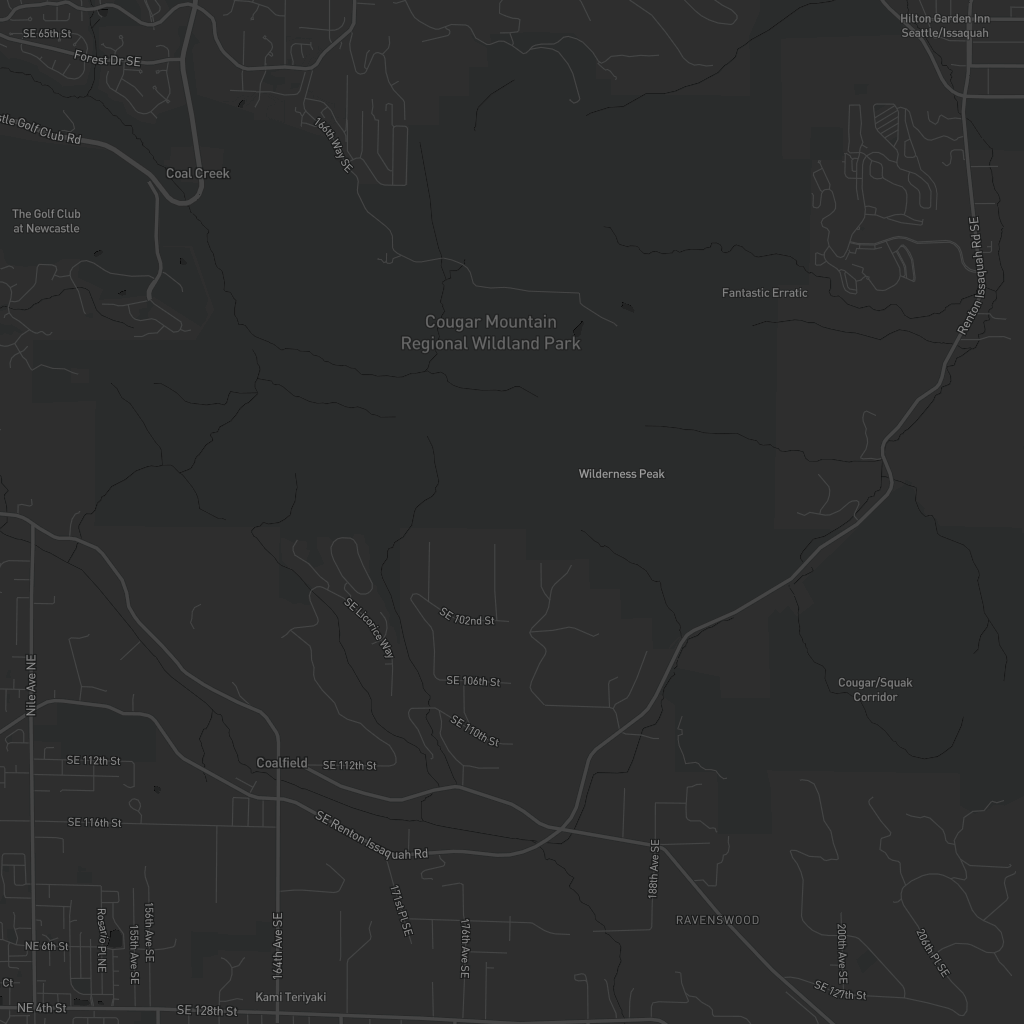 Hilton Garden Inn
Seattle/Issaquah
SE 65th St
Forest Dr SE
stle Golf Club Rd
166th Way SE
Coal Creek
The Golf Club
at Newcastle
Renton Issaquah Rd SE
Fantastic Erratic
Cougar Mountain
Regional Wildland Park
Wilderness Peak
SE Licorice Way
SE 102nd St
Nile Ave NE
SE 106th St
Cougar/Squak
Corridor
SE 110th St
SE 112th St
Coalfield
SE 112th St
SE 116th St
SE Renton Issaquah Rd
188th Ave SE
171st Pl SE
RAVENSWOOD
156th Ave SE
Rosario Pl NE
155th Ave SE
164th Ave SE
176th Ave SE
200th Ave SE
206th Pl SE
NE 6th St
Ct
SE 127th St
Kami Teriyaki
NE 4th St
SE 128th St